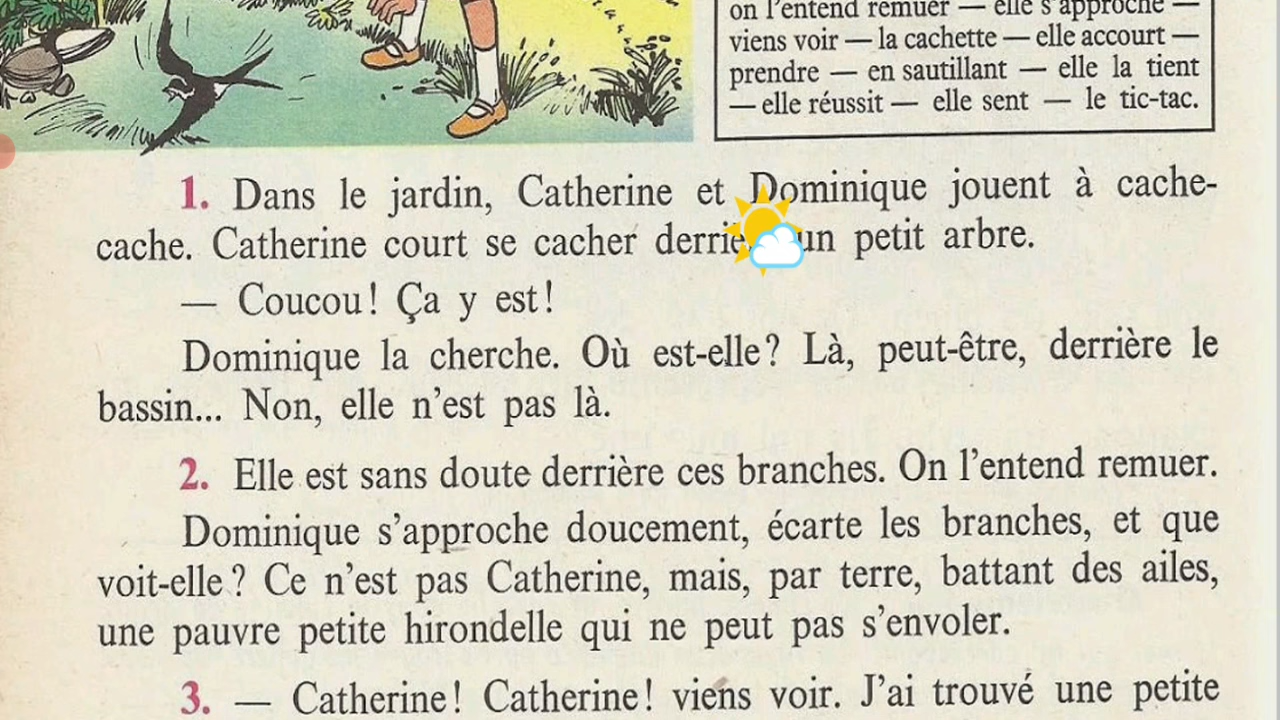 on l'entend remuer — elle s'approche —
viens voir — la cachette — elle accourt —
prendre — en sautillant — elle la tient
— elle réussit — elle sent — le tic-tac.
1. Dans le jardin, Catherine et Dominique jouent à cache-
cache. Catherine court se cacher un petit arbre.
— Coucou! Ça y est!
Dominique la cherche. Où est-elle? Là, peut-être, derrière le
bassin... Non, elle n'est pas là.
2. Elle est sans doute derrière ces branches. On l'entend remuer.
Dominique s'approche doucement, écarte les branches, et que
voit-elle? Ce n'est pas Catherine, mais, par terre, battant des ailes,
une pauvre petite hirondelle qui ne peut pas s'envoler.
3. — Catherine! Catherine! viens voir. J'ai trouvé une petite